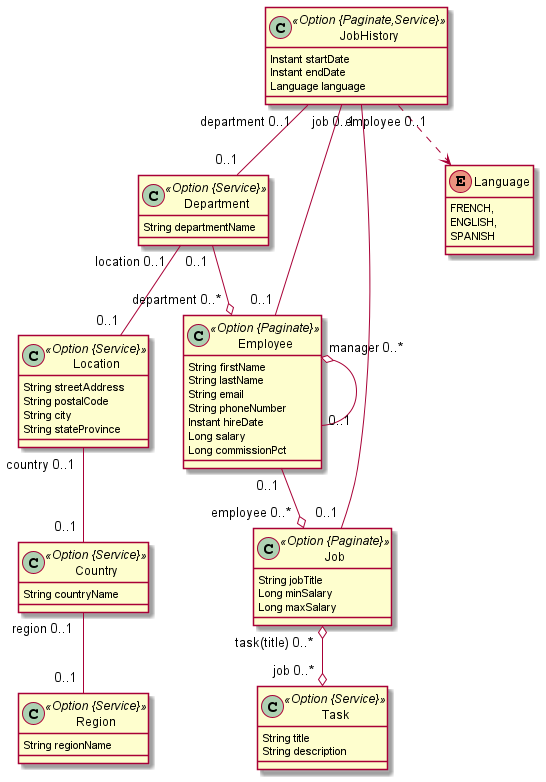 C «Option {Paginate,Service}»
JobHistory
Instant startDate
Instant endDate
Language language
department 0..1
job 0..1
employee 0..1
0..1
E Language
FRENCH,
ENGLISH,
SPANISH
C «Option {Service}»
Department
String departmentName
location 0..1
0..1
department 0..*
0..1
0..1
C «Option {Service}»
Location
String streetAddress
String postalCode
String city
String stateProvince
C «Option {Paginate}»
Employee
String firstName
String lastName
String email
String phoneNumber
Instant hireDate
Long salary
Long commissionPct
manager 0..*
0..1
country 0..1
0..1
0..1
employee 0..*
0..1
C «Option {Service}»
Country
String countryName
C «Option {Paginate}»
Job
String jobTitle
Long minSalary
Long maxSalary
region 0..1
0..1
task(title) 0..*
job 0..*
C «Option {Service}»
Region
String regionName
C «Option {Service}»
Task
String title
String description